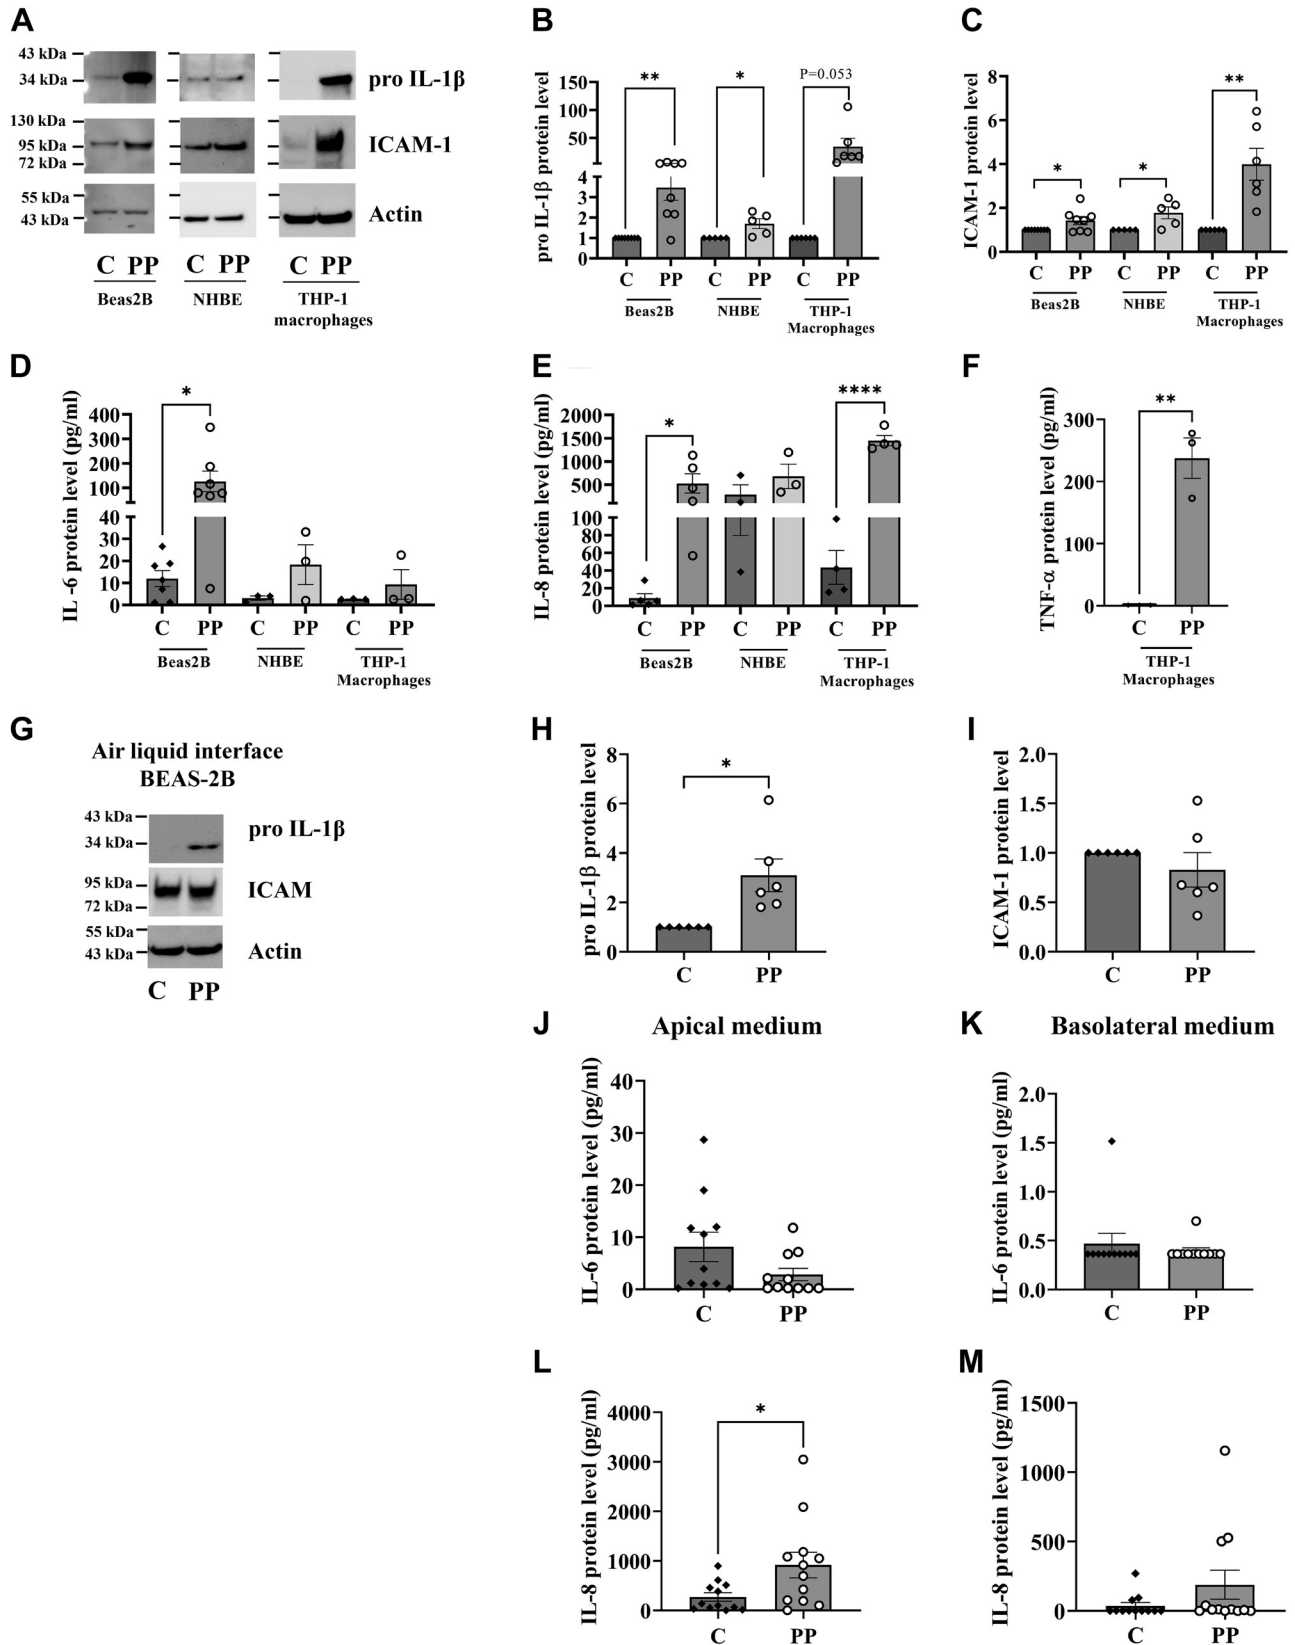 A
43 kDa
34 kDa
pro IL-1β
130 kDa
95 kDa
72 kDa
ICAM-1
55 kDa
43 kDa
Actin
C PP C PP C PP
Beas2B NHBE THP-1
macrophages
B
pro IL-1β protein level
150
100
50
4
3
2
1
0
** * P=0.053
C PP C PP C PP
Beas2B NHBE THP-1
Macrophages
C
ICAM-1 protein level
8
6
4
2
0
* * **
C PP C PP C PP
Beas2B NHBE THP-1
Macrophages
D
IL -6 protein level (pg/ml)
400
300
200
100
40
30
20
10
0
*
C PP C PP C PP
Beas2B NHBE THP-1
Macrophages
E
IL-8 protein level (pg/ml)
2000
1500
1000
500
100
80
60
40
20
0
* ****
C PP C PP C PP
Beas2B NHBE THP-1
Macrophages
F
TNF-α protein level (pg/ml)
300
200
100
0
**
C PP
THP-1
Macrophages
G
Air liquid interface
BEAS-2B
43 kDa
34 kDa
pro IL-1β
95 kDa
72 kDa
ICAM
55 kDa
43 kDa
Actin
C PP
H
pro IL-1β protein level
8
6
4
2
0
*
C PP
I
ICAM-1 protein level
2.0
1.5
1.0
0.5
0.0
C PP
J Apical medium
IL-6 protein level (pg/ml)
40
30
20
10
0
C PP
K Basolateral medium
IL-6 protein level (pg/ml)
2.0
1.5
1.0
0.5
0.0
C PP
L
IL-8 protein level (pg/ml)
4000
3000
2000
1000
0
*
C PP
M
IL-8 protein level (pg/ml)
1500
1000
500
0
C PP